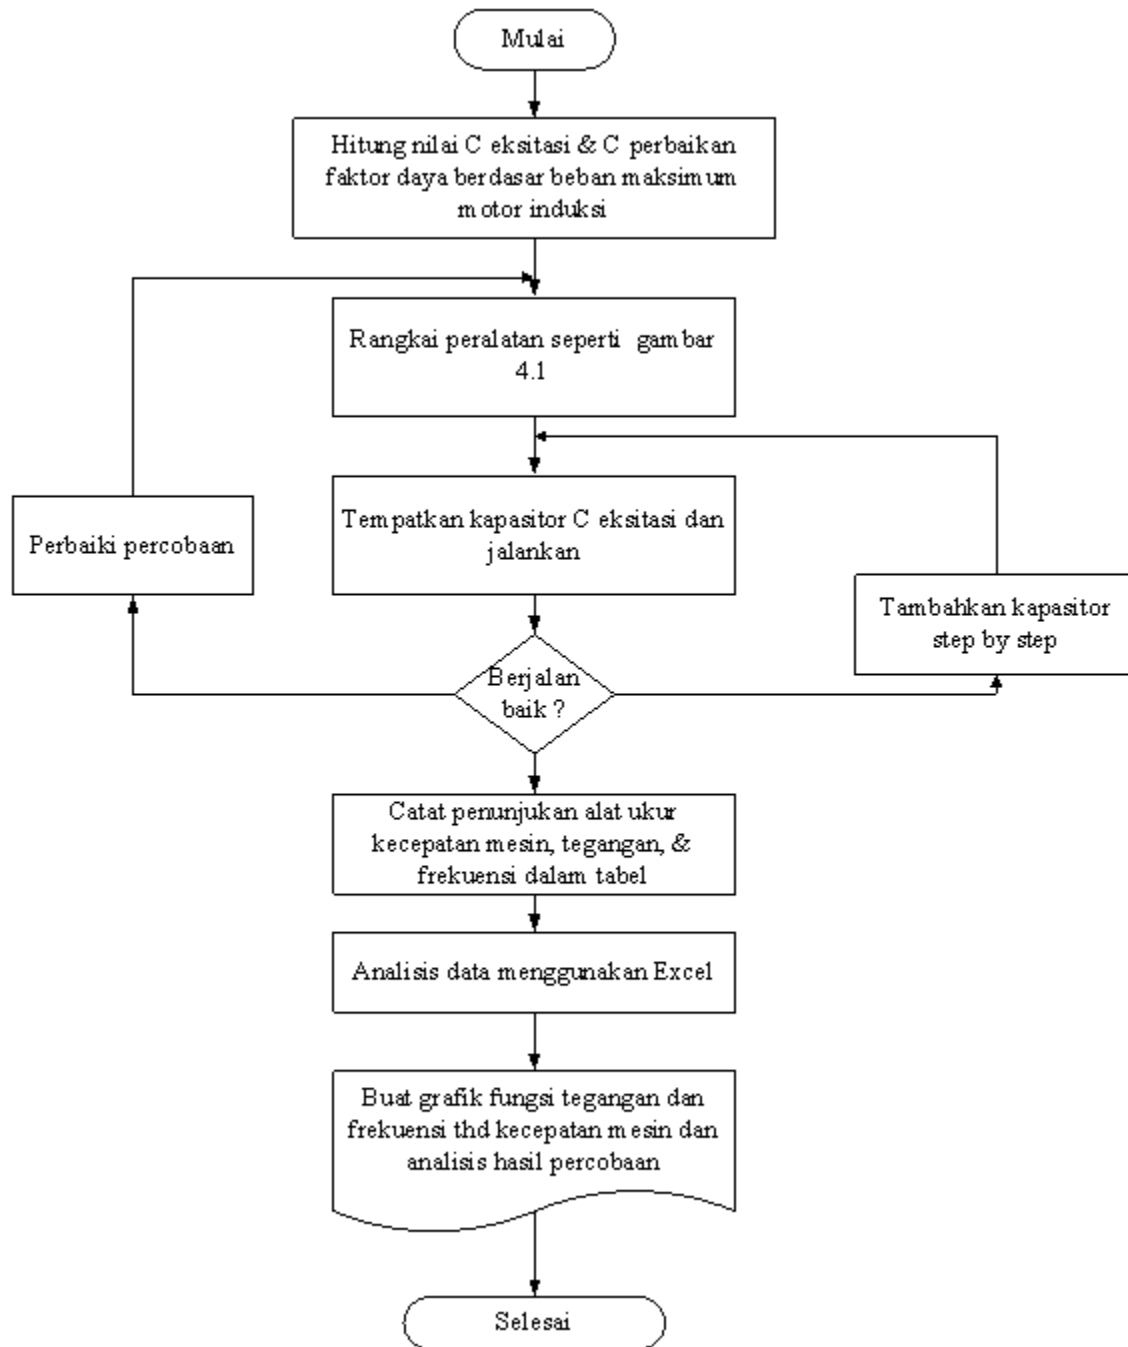 Mulai
Hitung nilai C eksitasi & C perbaikan
faktor daya berdasar beban maksimum
motor induksi
Rangkai peralatan seperti gambar
4.1
Tempatkan kapasitor C eksitasi dan
jalankan
Perbaiki percobaan
Tambahkan kapasitor
step by step
Berjalan
baik ?
Catat penunjukan alat ukur
kecepatan mesin, tegangan, &
frekuensi dalam tabel
Analisis data menggunakan Excel
Buat grafik fungsi tegangan dan
frekuensi thd kecepatan mesin dan
analisis hasil percobaan
Selesai